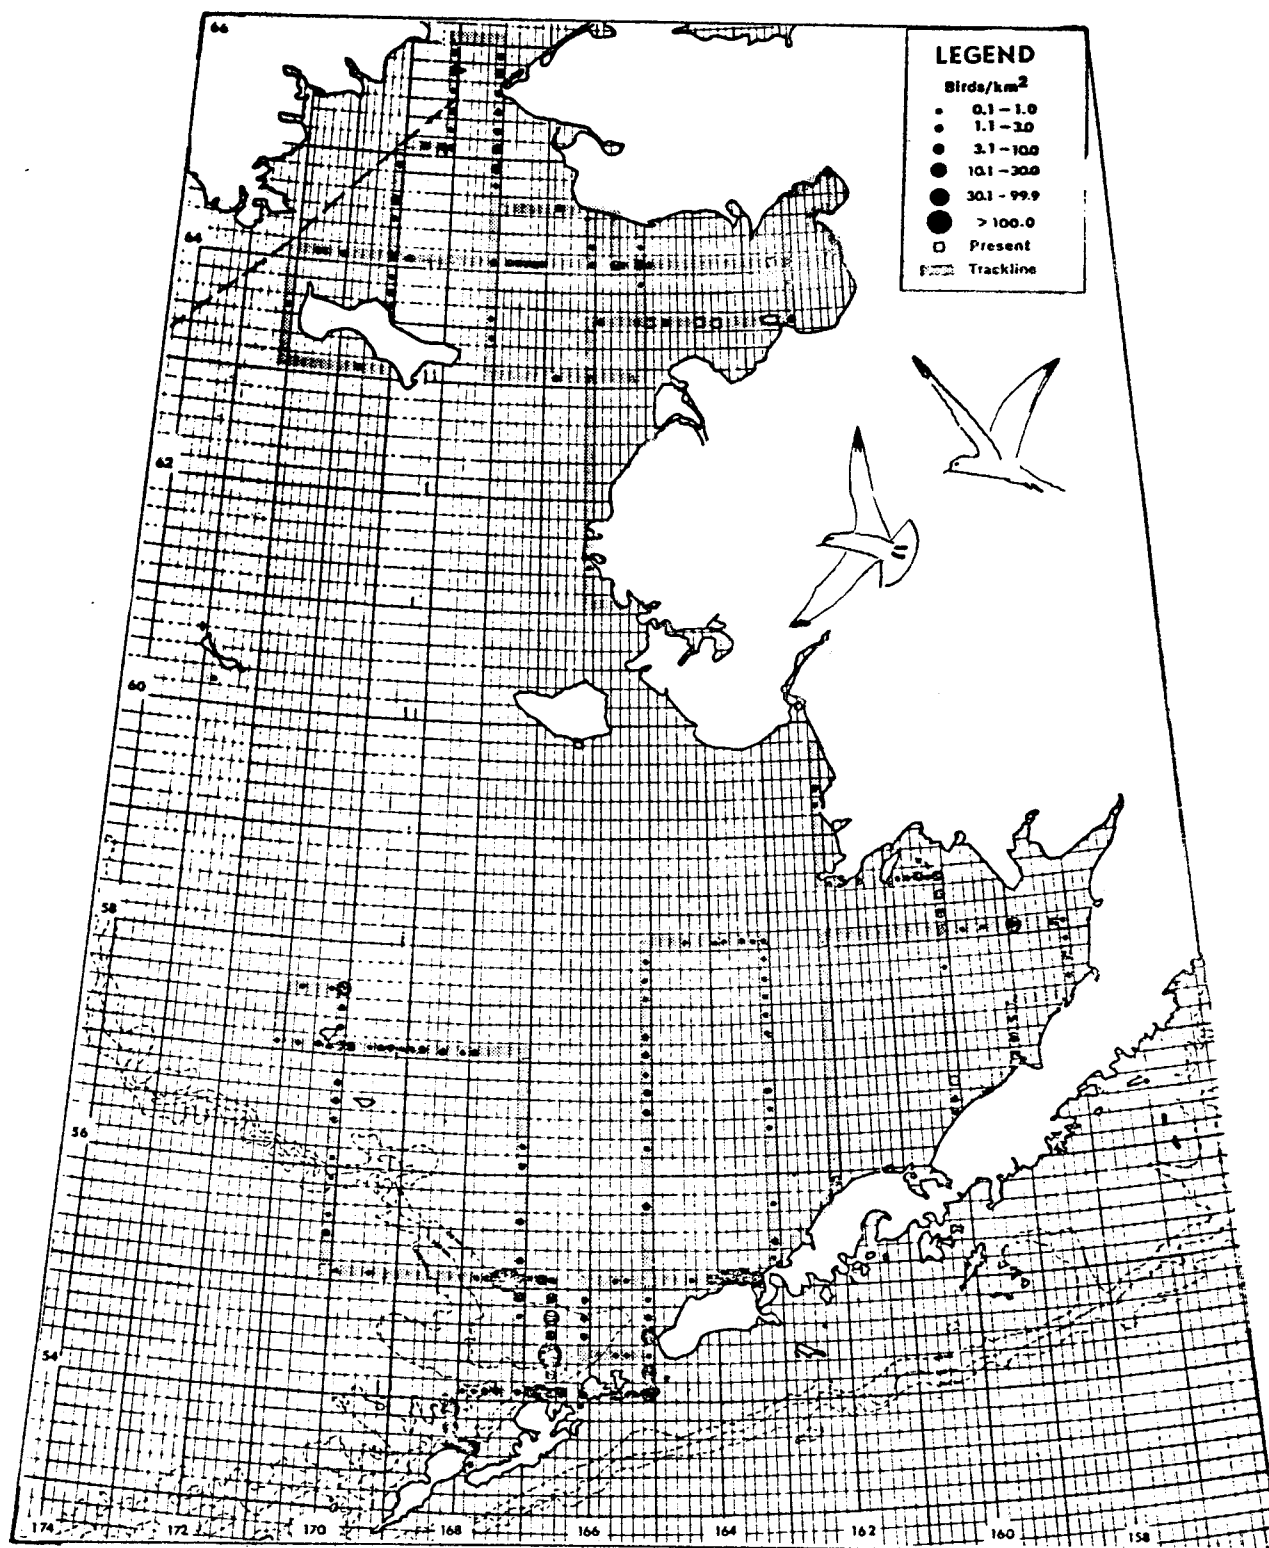 66
LEGEND
Birds/km²
0.1 - 1.0
1.1 - 3.0
3.1 - 10.0
10.1 - 30.0
30.1 - 99.9
> 100.0
Present
Trackline
64
62
60
58
56
54
174 172 170 168 166 164 162 160 158